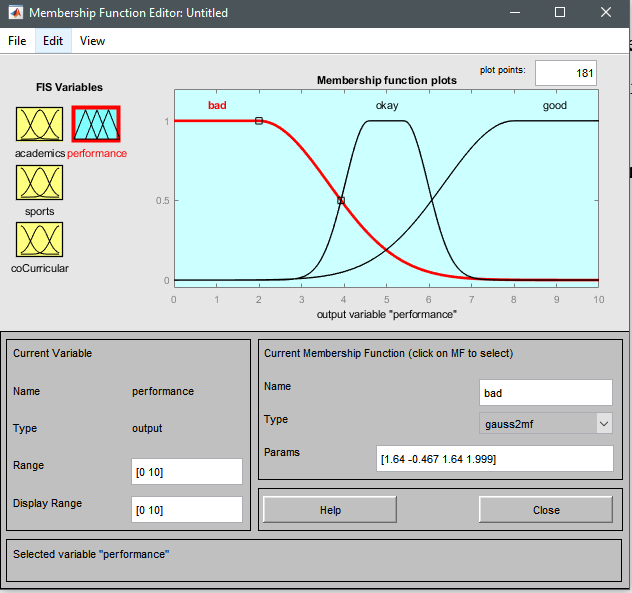 Membership Function Editor: Untitled
File Edit View
FIS Variables
academics performance
sports
coCurricular
plot points: 181
Membership function plots
bad okay good
1
0.5
0
0 1 2 3 4 5 6 7 8 9 10
output variable "performance"
Current Variable
Name performance
Type output
Range [0 10]
Display Range [0 10]
Current Membership Function (click on MF to select)
Name bad
Type gauss2mf
Params [1.64 -0.467 1.64 1.999]
Help Close
Selected variable "performance"